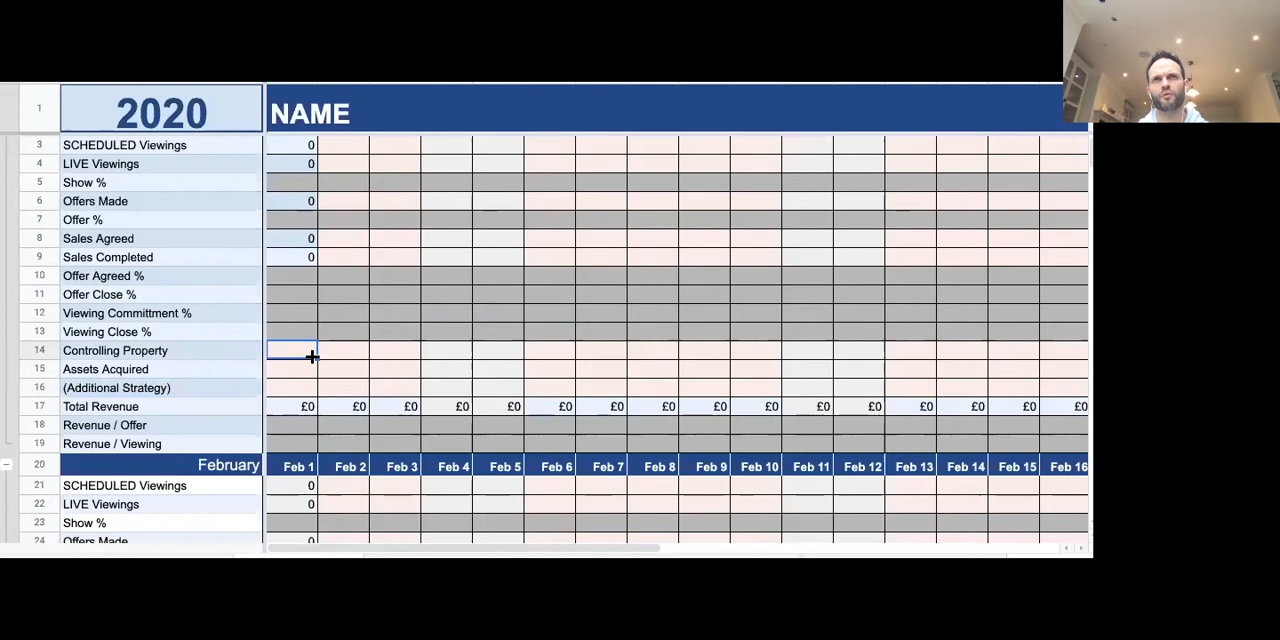 1 2020 NAME
3 SCHEDULED Viewings 0
4 LIVE Viewings 0
5 Show %
6 Offers Made 0
7 Offer %
8 Sales Agreed 0
9 Sales Completed 0
10 Offer Agreed %
11 Offer Close %
12 Viewing Committment %
13 Viewing Close %
14 Controlling Property
15 Assets Acquired
16 (Additional Strategy)
17 Total Revenue £0 £0 £0 £0 £0 £0 £0 £0 £0 £0 £0 £0 £0 £0 £0 £0
18 Revenue / Offer
19 Revenue / Viewing
20 February Feb 1 Feb 2 Feb 3 Feb 4 Feb 5 Feb 6 Feb 7 Feb 8 Feb 9 Feb 10 Feb 11 Feb 12 Feb 13 Feb 14 Feb 15 Feb 16
21 SCHEDULED Viewings 0
22 LIVE Viewings 0
23 Show %
24 Offers Made 0